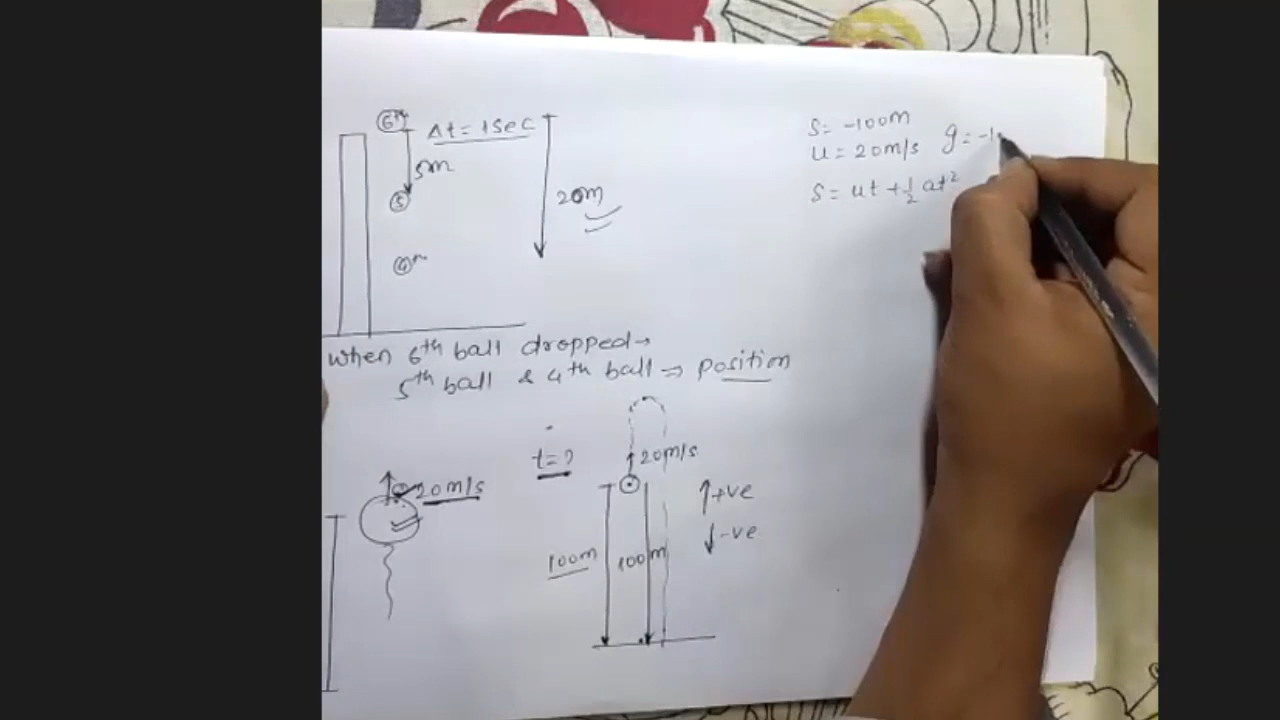 6th Δt = 1sec
5m
5
20m
4th
S = -100m
u = 20m/s g = -1
S = ut + 1/2 at²
When 6th ball dropped→
5th ball & 4th ball ⇒ position
t = ?
20m/s
20m/s
↑+ve
↓-ve
100m
100m